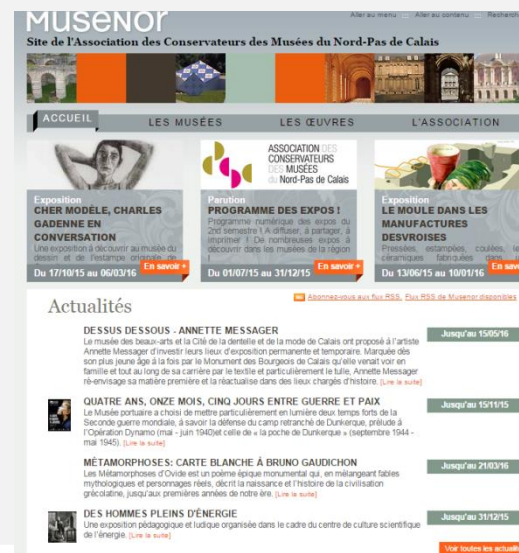 Musenor
Aller au menu
Aller au contenu
Recherch
Site de l'Association des Conservateurs des Musées du Nord-Pas de Calais
ACCUEIL
LES MUSÉES
LES ŒUVRES
L'ASSOCIATION
Exposition
CHER MODÈLE, CHARLES
GADENNE EN
CONVERSATION
Une exposition à découvrir au musée du
dessin et de l'estampe originale de
En savoir +
Du 17/10/15 au 06/03/16
ASSOCIATION DES
CONSERVATEURS
DES MUSÉES
du Nord-Pas de Calais
Parution
PROGRAMME DES EXPOS !
Programme numérique des expos du
2nd semestre ! A diffuser, à partager, à
imprimer ! De nombreuses expos à
découvrir dans les musées de la région
!
En savoir +
Du 01/07/15 au 31/12/15
Exposition
LE MOULE DANS LES
MANUFACTURES
DESVROISES
Pressées, estampées, coulées, le
céramiques fabriquées dans
En sav
Du 13/06/15 au 10/01/16
Actualités
Abonnez-vous aux flux RSS.
Flux RSS de Musenor disponibles
DESSUS DESSOUS - ANNETTE MESSAGER
Jusqu'au 15/05/16
Le musée des beaux-arts et la Cité de la dentelle et de la mode de Calais ont proposé à l'artiste
Annette Messager d'investir leurs lieux d'exposition permanente et temporaire. Marquée dès
son plus jeune âge à la fois par le Monument des Bourgeois de Calais qu'elle venait voir en
famille et tout au long de sa carrière par le textile et particulièrement le tulle, Annette Messager
ré-envisage sa matière première et la réactualise dans des lieux chargés d'histoire. [Lire la suite]
QUATRE ANS, ONZE MOIS, CINQ JOURS ENTRE GUERRE ET PAIX
Jusqu'au 15/11/15
Le Musée portuaire a choisi de mettre particulièrement en lumière deux temps forts de la
Seconde guerre mondiale, à savoir la défense du camp retranché de Dunkerque, prélude à
l'Opération Dynamo (mai - juin 1940)et celle de « la poche de Dunkerque » (septembre 1944 -
mai 1945). [Lire la suite]
MÉTAMORPHOSES: CARTE BLANCHE À BRUNO GAUDICHON
Jusqu'au 21/03/16
Les Métamorphoses d'Ovide est un poème épique monumental qui, en mélangeant fables
mythologiques et personnages réels, décrit la naissance et l'histoire de la civilisation
grécolatine, jusqu'aux premières années de notre ère. [Lire la suite]
DES HOMMES PLEINS D'ÉNERGIE
Jusqu'au 31/12/15
Une exposition pédagogique et ludique organisée dans le cadre du centre de culture scientifique
de l'énergie. [Lire la suite]
Voir toutes les actualit